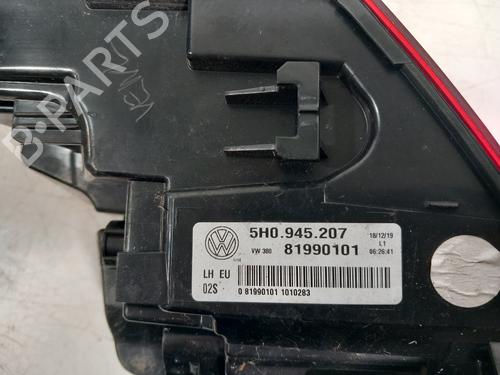 B-PARTS
5H0.945.207
18/12/19
VW 380
81990101
L1
06:26:41
LH EU
02S
0 81990101 1010283